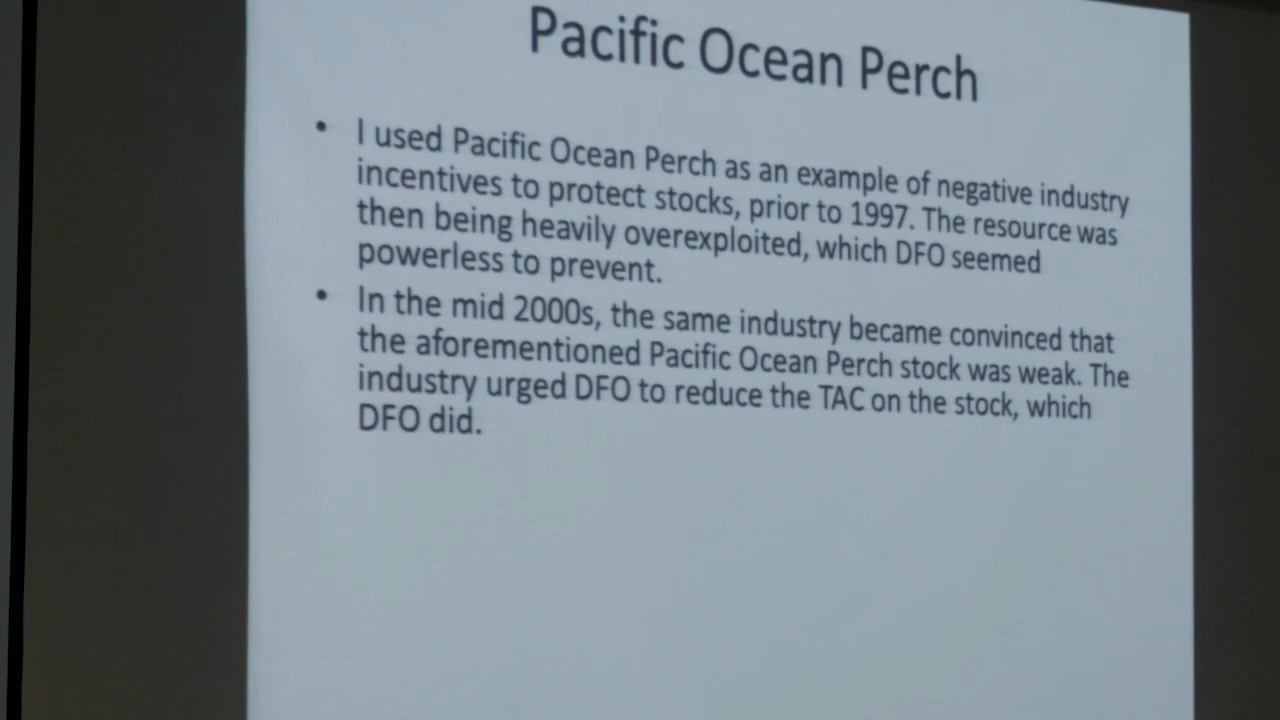 Pacific Ocean Perch
• I used Pacific Ocean Perch as an example of negative industry
incentives to protect stocks, prior to 1997. The resource was
then being heavily overexploited, which DFO seemed
powerless to prevent.
• In the mid 2000s, the same industry became convinced that
the aforementioned Pacific Ocean Perch stock was weak. The
industry urged DFO to reduce the TAC on the stock, which
DFO did.